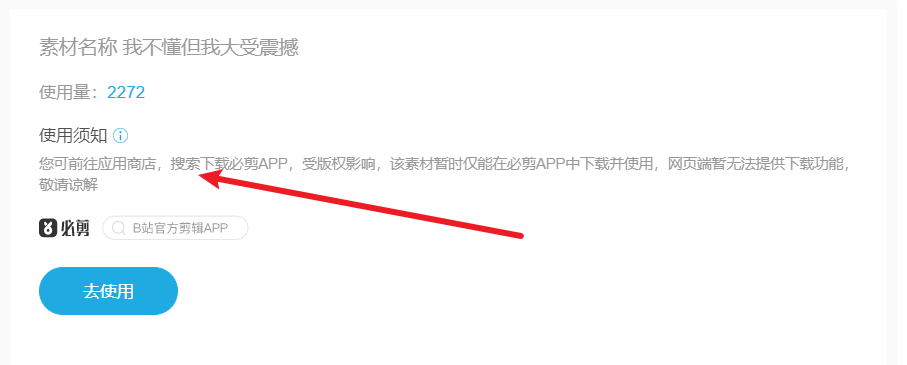 素材名称 我不懂但我大受震撼
使用量：2272
使用须知
您可前往应用商店，搜索下载必剪APP，受版权影响，该素材暂时仅能在必剪APP中下载并使用，网页端暂无法提供下载功能，
敬请谅解
必剪 B站官方剪辑APP
去使用